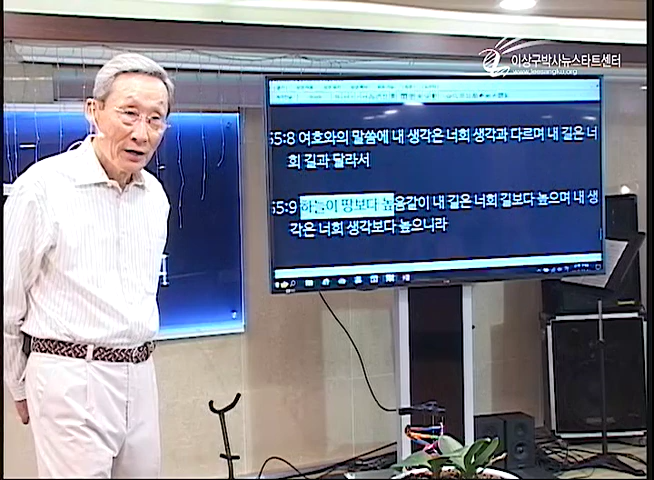 이상구박사뉴스타트센터
55:8 여호와의 말씀에 내 생각은 너희 생각과 다르며 내 길은 너
희 길과 달라서
55:9 하늘이 땅보다 높음같이 내 길은 너희 길보다 높으며 내 생
각은 너희 생각보다 높으니라